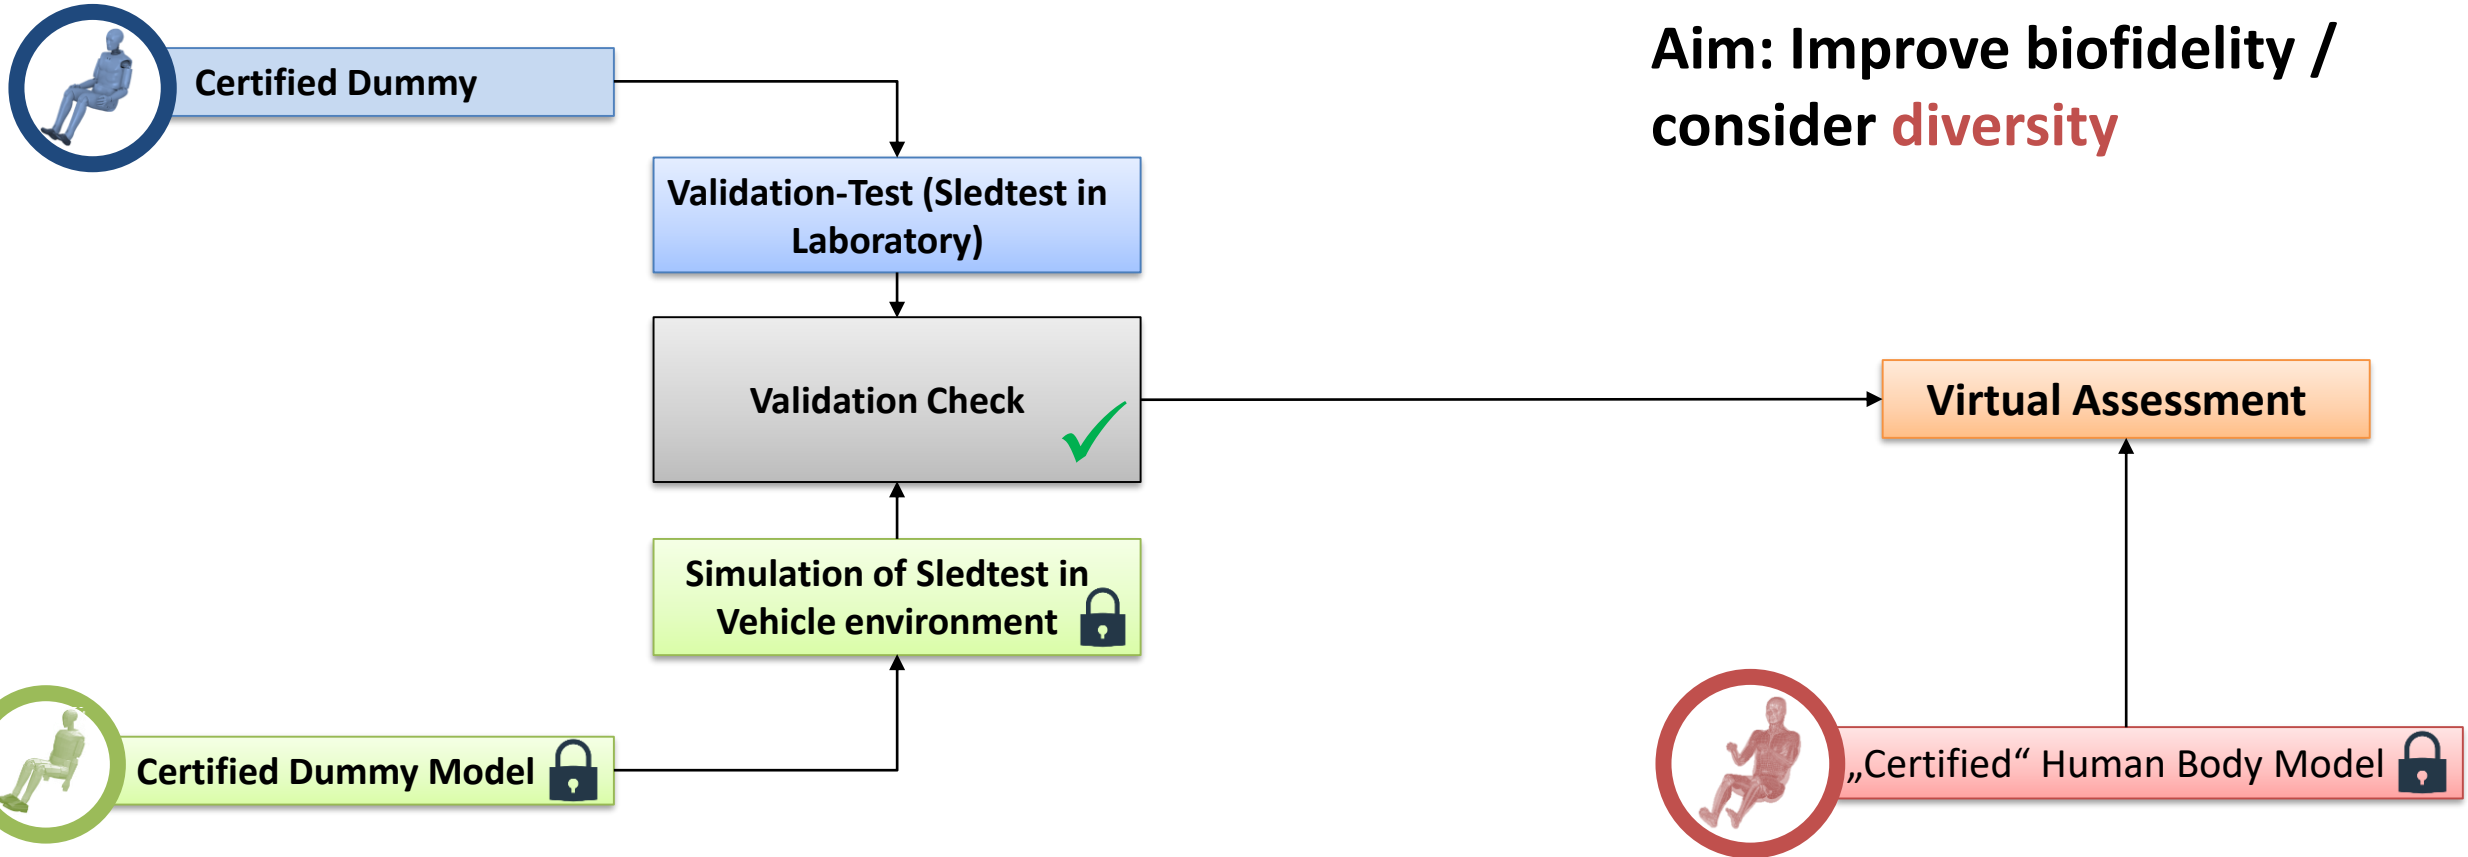 Aim: Improve biofidelity /
consider diversity
Certified Dummy
Validation-Test (Sledtest in
Laboratory)
Validation Check
Virtual Assessment
Simulation of Sledtest in
Vehicle environment
Certified Dummy Model
„Certified“ Human Body Model